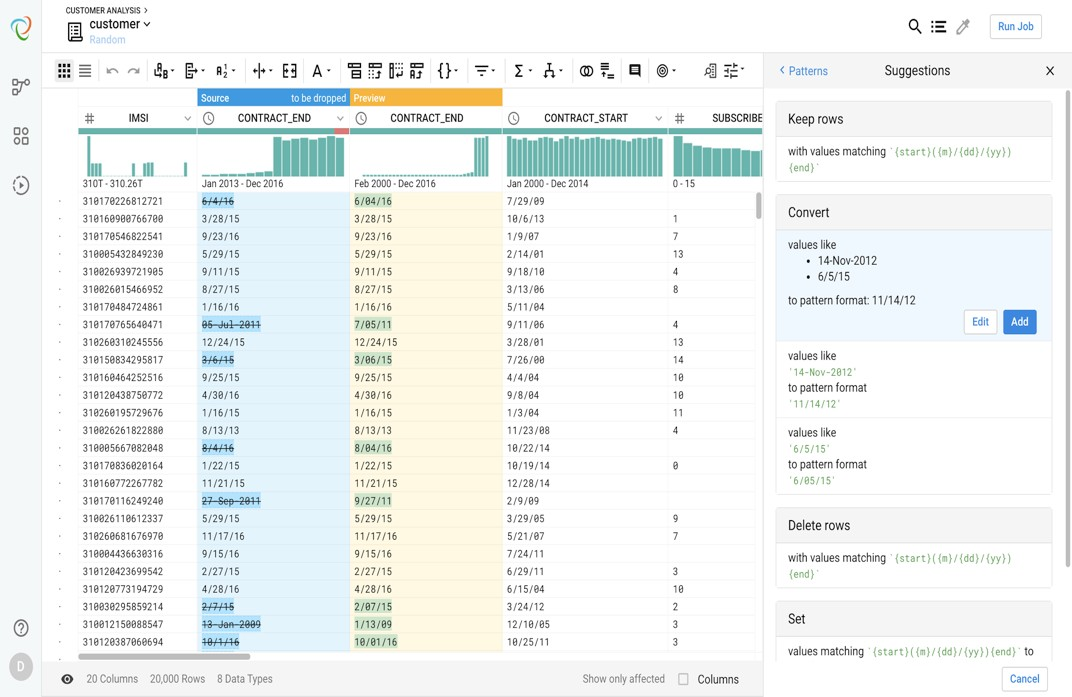 CUSTOMER ANALYSIS >
customer
Random
Run Job
Patterns
Suggestions
Source to be dropped Preview
# IMSI CONTRACT_END CONTRACT_END CONTRACT_START # SUBSCRIBE
310T - 310.26T Jan 2013 - Dec 2016 Feb 2000 - Dec 2016 Jan 2000 - Dec 2014 0 - 15
310170226812721 6/4/16 6/04/16 7/29/09
310160900766700 3/28/15 3/28/15 10/6/13 1
310170546822541 9/23/16 9/23/16 1/9/07 7
310005432849230 5/29/15 5/29/15 2/14/01 13
310026939721905 9/11/15 9/11/15 9/18/10 4
310026015466952 8/27/15 8/27/15 3/13/06 8
310170484724861 1/16/16 1/16/16 5/11/04
310170765640471 05-Jul-2011 7/05/11 9/11/06 4
310260310245556 12/24/15 12/24/15 3/28/01 13
310150834295817 3/6/15 3/06/15 7/26/00 14
310160464252516 9/25/15 9/25/15 4/4/04 10
310120438750772 4/30/16 4/30/16 9/8/04 10
310260195729676 1/16/15 1/16/15 1/3/04 11
310026261822880 8/13/13 8/13/13 11/23/08 4
310005667082048 8/4/16 8/04/16 10/22/14
310170836020164 1/22/15 1/22/15 10/19/14 0
310160772267782 11/21/15 11/21/15 12/28/14
310170116249240 27-Sep-2011 9/27/11 2/9/09
310026110612337 5/29/15 5/29/15 3/29/05 9
310260681676970 11/17/16 11/17/16 5/21/07 7
310004436630316 9/15/16 9/15/16 7/24/11
310120423699542 2/27/15 2/27/15 6/29/11 3
310120773194729 4/28/16 4/28/16 6/15/04 10
310030295859214 2/7/15 2/07/15 3/24/12 2
310012150088547 13-Jan-2009 1/13/09 12/10/05 3
310120387060694 10/1/16 10/01/16 10/25/11 3
Keep rows
with values matching `{start}({m}/{dd}/{yy})
{end}`
Convert
values like
• 14-Nov-2012
• 6/5/15
to pattern format: 11/14/12
Edit Add
values like
'14-Nov-2012'
to pattern format
'11/14/12'
values like
'6/5/15'
to pattern format
'6/05/15'
Delete rows
with values matching `{start}({m}/{dd}/{yy})
{end}`
Set
values matching `{start}({m}/{dd}/{yy}){end}` to
D
20 Columns 20,000 Rows 8 Data Types Show only affected Columns
Cancel